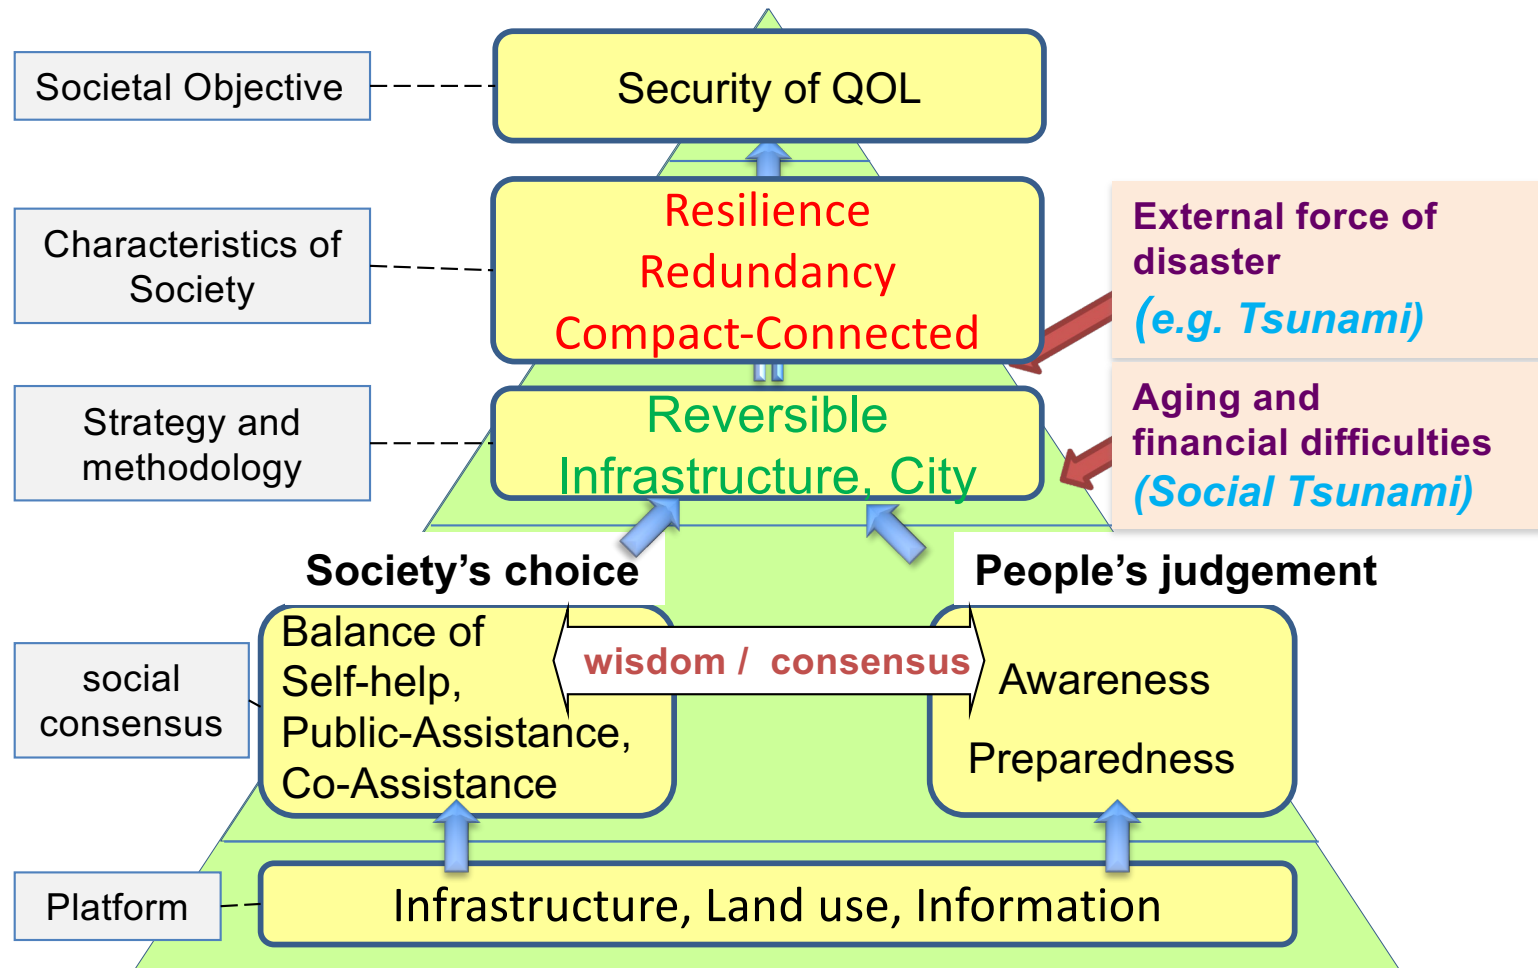 Societal Objective
Security of QOL
Characteristics of
Society
Resilience
Redundancy
Compact-Connected
External force of
disaster
(e.g. Tsunami)
Strategy and
methodology
Reversible
Infrastructure, City
Aging and
financial difficulties
(Social Tsunami)
Society’s choice
People’s judgement
social
consensus
Balance of
Self-help,
Public-Assistance,
Co-Assistance
wisdom / consensus
Awareness
Preparedness
Platform
Infrastructure, Land use, Information